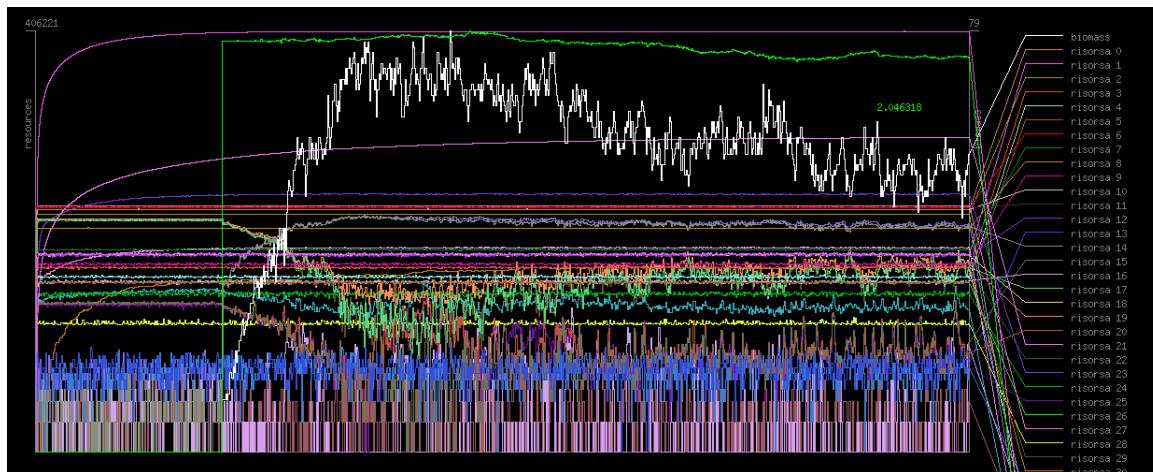 406221
79
resources
2.046318
biomass
risorsa 0
risorsa 1
risorsa 2
risorsa 3
risorsa 4
risorsa 5
risorsa 6
risorsa 7
risorsa 8
risorsa 9
risorsa 10
risorsa 11
risorsa 12
risorsa 13
risorsa 14
risorsa 15
risorsa 16
risorsa 17
risorsa 18
risorsa 19
risorsa 20
risorsa 21
risorsa 22
risorsa 23
risorsa 24
risorsa 25
risorsa 26
risorsa 27
risorsa 28
risorsa 29
risorsa 30